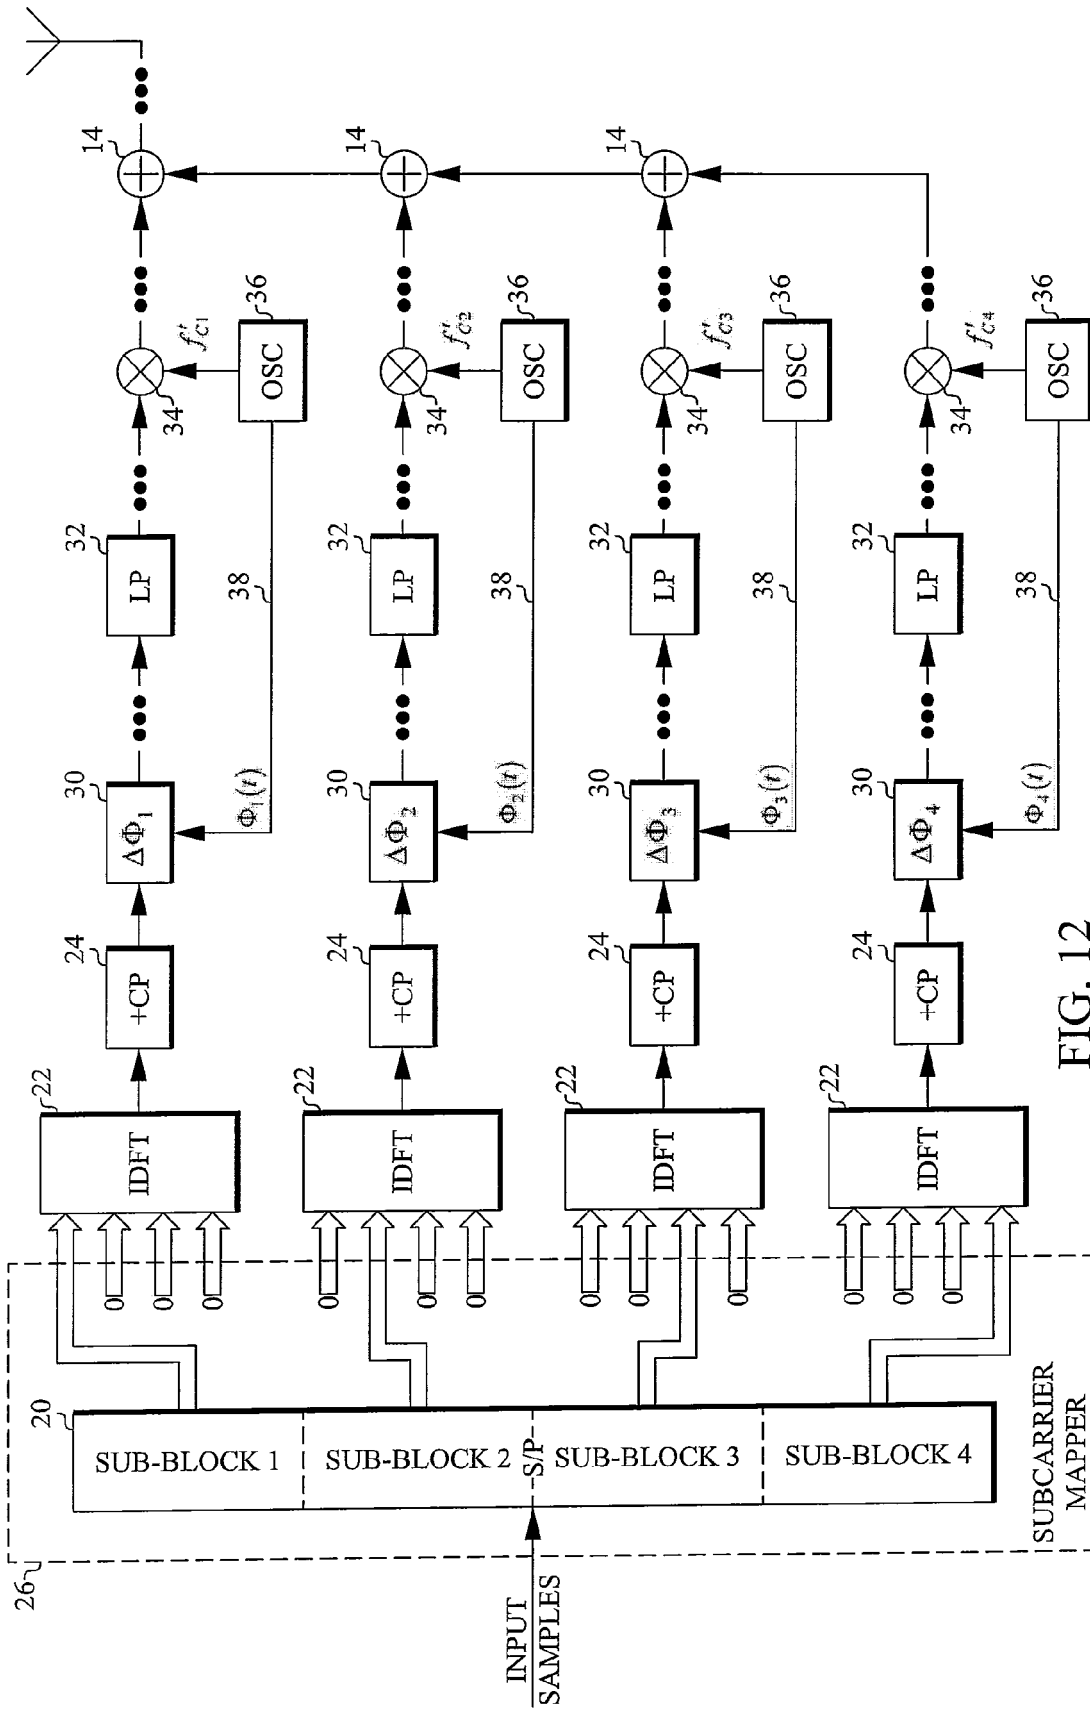 26
INPUT
SAMPLES
20
SUB-BLOCK 1
SUB-BLOCK 2
S/P
SUB-BLOCK 3
SUB-BLOCK 4
SUBCARRIER
MAPPER
0
0
0
22
IDFT
24
+CP
30
ΔΦ₁
Φ₁(t)
38
32
LP
34
f'C1
OSC
36
14
0
0
0
22
IDFT
24
+CP
30
ΔΦ₂
Φ₂(t)
38
32
LP
34
f'C2
OSC
36
14
0
0
0
22
IDFT
24
+CP
30
ΔΦ₃
Φ₃(t)
38
32
LP
34
f'C3
OSC
36
14
0
0
0
22
IDFT
24
+CP
30
ΔΦ₄
Φ₄(t)
38
32
LP
34
f'C4
OSC
36
FIG. 12